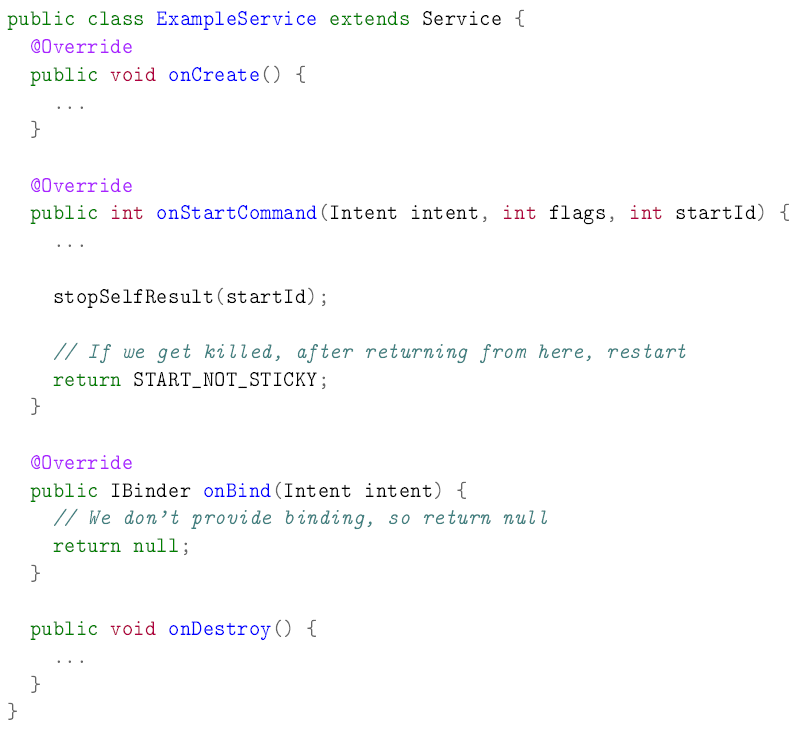 public class ExampleService extends Service {
  @Override
  public void onCreate() {
    ...
  }

  @Override
  public int onStartCommand(Intent intent, int flags, int startId) {
    ...

    stopSelfResult(startId);

    // If we get killed, after returning from here, restart
    return START_NOT_STICKY;
  }

  @Override
  public IBinder onBind(Intent intent) {
    // We don't provide binding, so return null
    return null;
  }

  public void onDestroy() {
    ...
  }
}